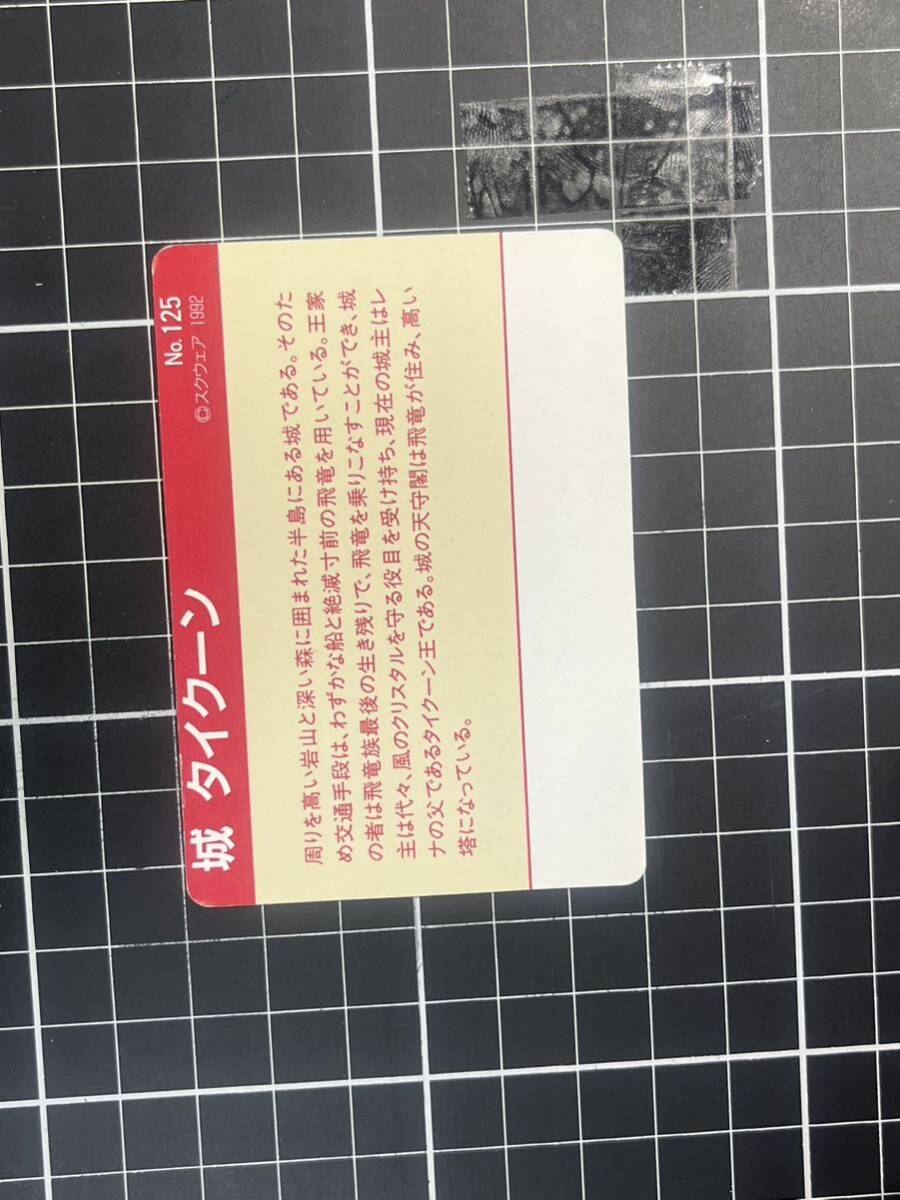 城 タイクーン
No. 125
©スクウェア 1992
周りを高い岩山と深い森に囲まれた半島にある城である。そのた
め交通手段は、わずかな船と絶滅寸前の飛竜を用いている。王家
の者は飛竜族最後の生き残りで、飛竜を乗りこなすことができ、城
主は代々、風のクリスタルを守る役目を受け持ち、現在の城主はレ
ナの父であるタイクーン王である。城の天守閣は飛竜が住み、高い
塔になっている。